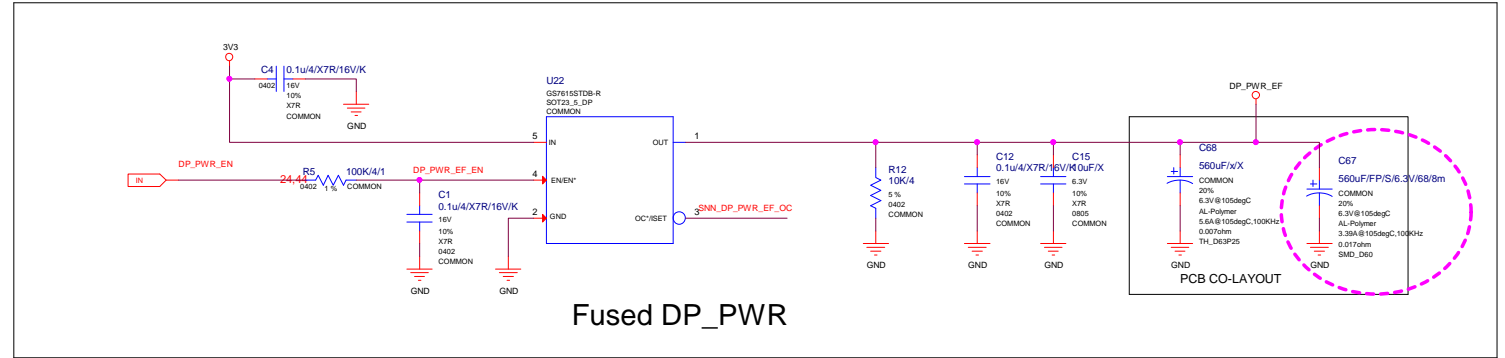 3V3
C4 0.1u/4/X7R/16V/K
0402
16V
10%
X7R
COMMON
GND
U22
GS7615STDB-R
SOT23_5_DP
COMMON
5
IN
OUT
1
4
EN/EN*
2
GND
OC*/ISET
3
SNN_DP_PWR_EF_OC
IN
DP_PWR_EN
24,44
R5
100K/4/1
0402
1 %
COMMON
DP_PWR_EF_EN
C1
0.1u/4/X7R/16V/K
16V
10%
X7R
0402
COMMON
GND
GND
R12
10K/4
5 %
0402
COMMON
GND
C12
0.1u/4/X7R/16V/K
16V
10%
X7R
0402
COMMON
GND
C15
10uF/X
6.3V
10%
X7R
0805
COMMON
GND
DP_PWR_EF
C68
560uF/x/X
COMMON
20%
6.3V@105degC
AL-Polymer
5.6A@105degC,100KHz
0.007ohm
TH_D63P25
GND
C67
560uF/FP/S/6.3V/68/8m
COMMON
20%
6.3V@105degC
AL-Polymer
3.39A@105degC,100KHz
0.017ohm
SMD_D60
GND
PCB CO-LAYOUT
Fused DP_PWR